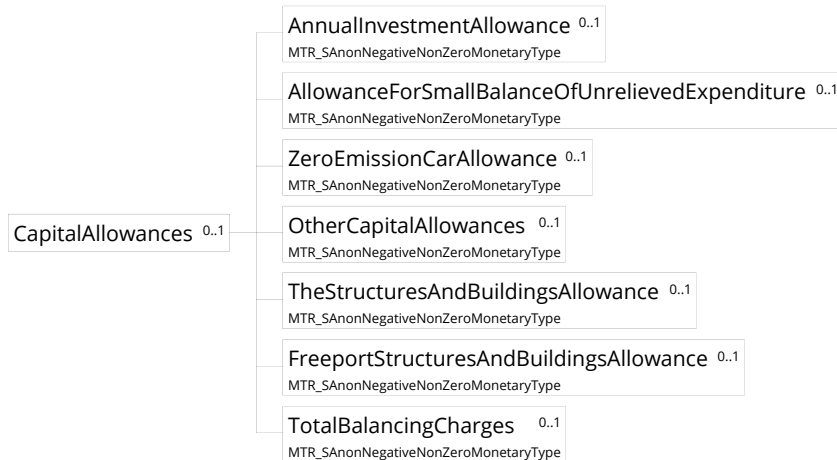 AnnualInvestmentAllowance 0..1
MTR_SAnonNegativeNonZeroMonetaryType
AllowanceForSmallBalanceOfUnrelievedExpenditure 0..1
MTR_SAnonNegativeNonZeroMonetaryType
ZeroEmissionCarAllowance 0..1
MTR_SAnonNegativeNonZeroMonetaryType
CapitalAllowances 0..1
OtherCapitalAllowances 0..1
MTR_SAnonNegativeNonZeroMonetaryType
TheStructuresAndBuildingsAllowance 0..1
MTR_SAnonNegativeNonZeroMonetaryType
FreeportStructuresAndBuildingsAllowance 0..1
MTR_SAnonNegativeNonZeroMonetaryType
TotalBalancingCharges 0..1
MTR_SAnonNegativeNonZeroMonetaryType